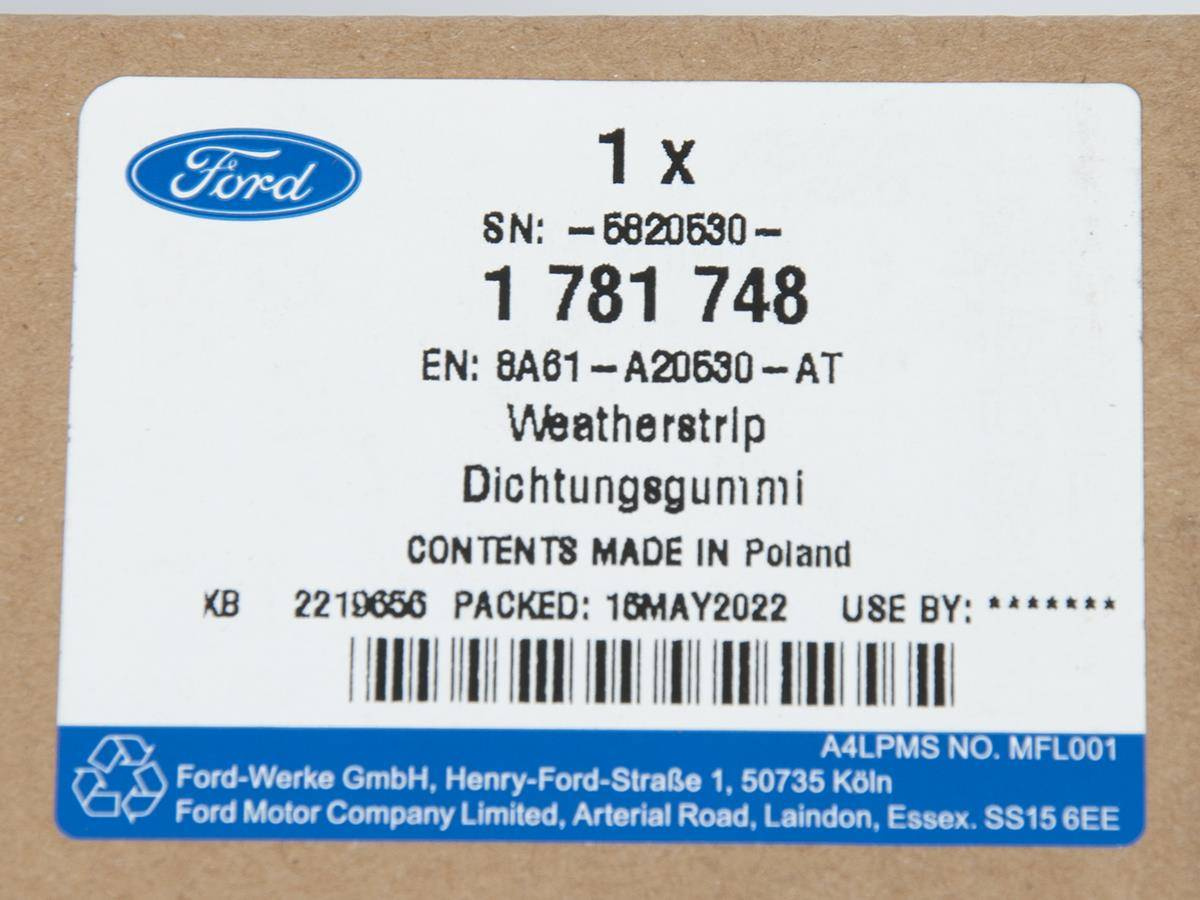 Ford
1 x
SN: -5820530-
1 781 748
EN: 8A61-A20530-AT
Weatherstrip
Dichtungsgummi
CONTENTS MADE IN Poland
XB 2219656 PACKED: 16MAY2022 USE BY: *******
A4LPMS NO. MFL001
Ford-Werke GmbH, Henry-Ford-Straße 1, 50735 Köln
Ford Motor Company Limited, Arterial Road, Laindon, Essex. SS15 6EE